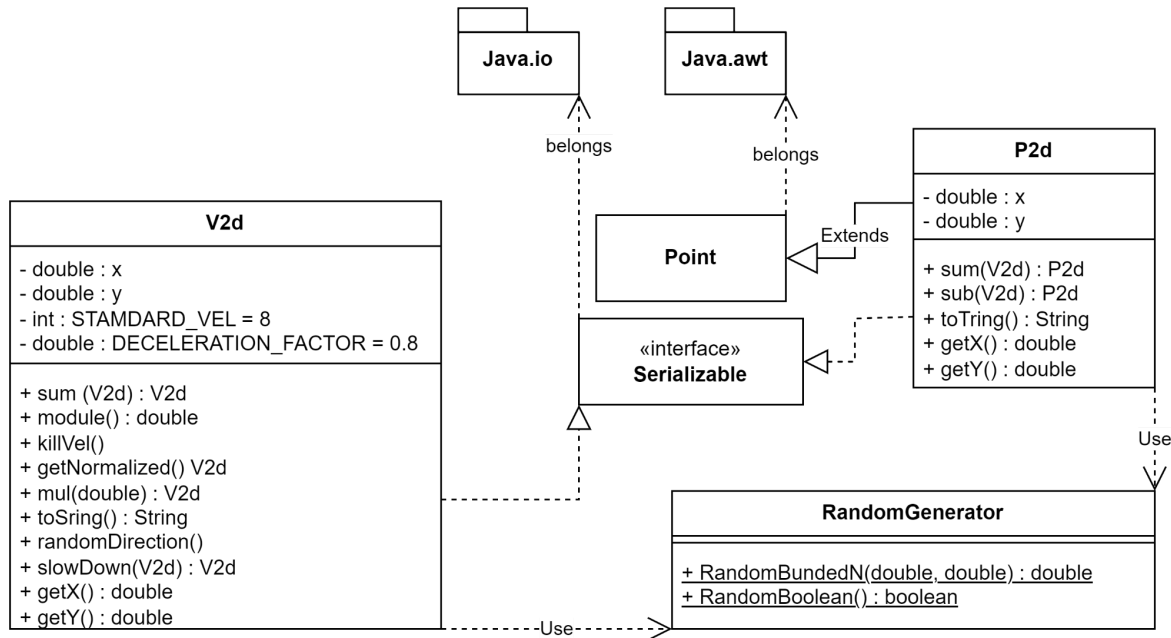 Java.io
Java.awt
belongs
belongs
P2d
- double : x
- double : y
+ sum(V2d) : P2d
+ sub(V2d) : P2d
+ toTring() : String
+ getX() : double
+ getY() : double
V2d
- double : x
- double : y
- int : STAMDARD_VEL = 8
- double : DECELERATION_FACTOR = 0.8
+ sum (V2d) : V2d
+ module() : double
+ killVel()
+ getNormalized() V2d
+ mul(double) : V2d
+ toSring() : String
+ randomDirection()
+ slowDown(V2d) : V2d
+ getX() : double
+ getY() : double
Point
Extends
«interface»
Serializable
Use
RandomGenerator
+ RandomBundedN(double, double) : double
+ RandomBoolean() : boolean
Use